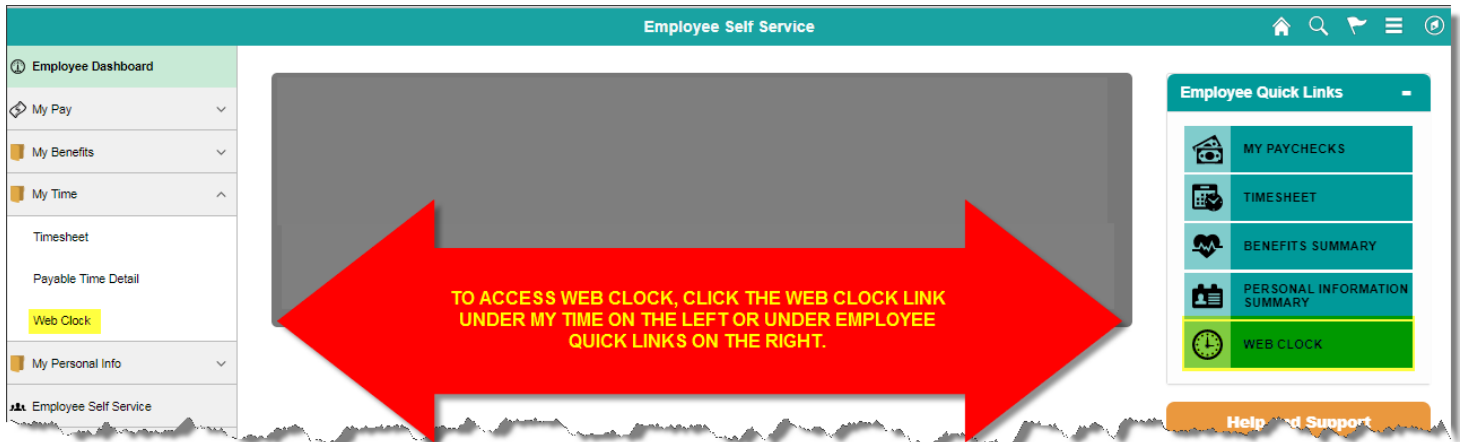 Employee Self Service
Employee Dashboard
My Pay
My Benefits
My Time
Timesheet
Payable Time Detail
Web Clock
My Personal Info
Employee Self Service
TO ACCESS WEB CLOCK, CLICK THE WEB CLOCK LINK
UNDER MY TIME ON THE LEFT OR UNDER EMPLOYEE
QUICK LINKS ON THE RIGHT.
Employee Quick Links
MY PAYCHECKS
TIMESHEET
BENEFITS SUMMARY
PERSONAL INFORMATION
SUMMARY
WEB CLOCK
Help and Support